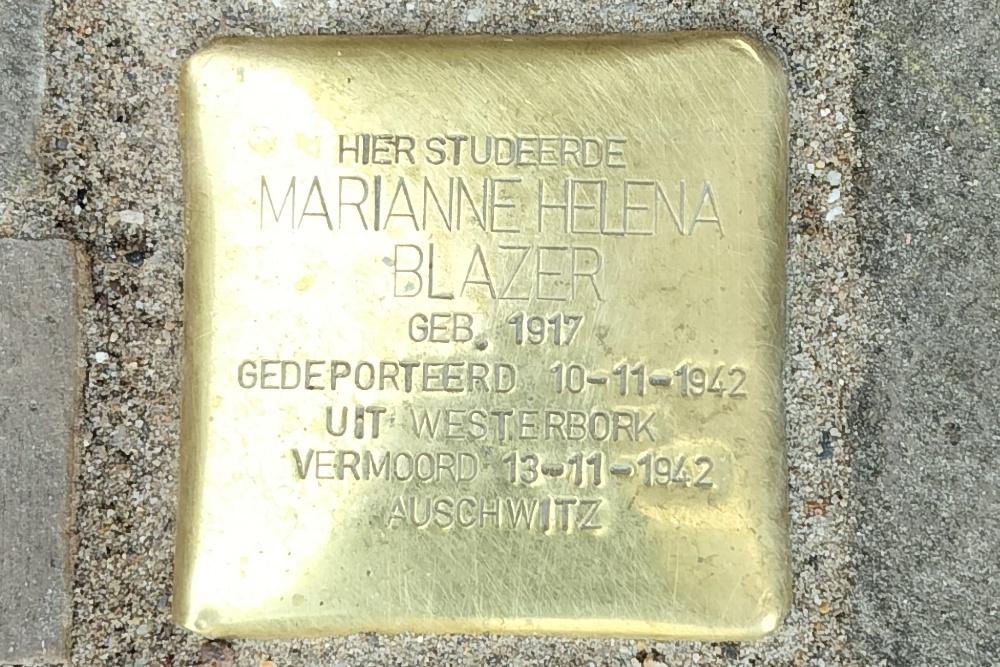 HIER STUDEERDE
MARIANNE HELENA
BLAZER
GEB. 1917
GEDEPORTEERD 10-11-1942
UIT WESTERBORK
VERMOORD 13-11-1942
AUSCHWITZ